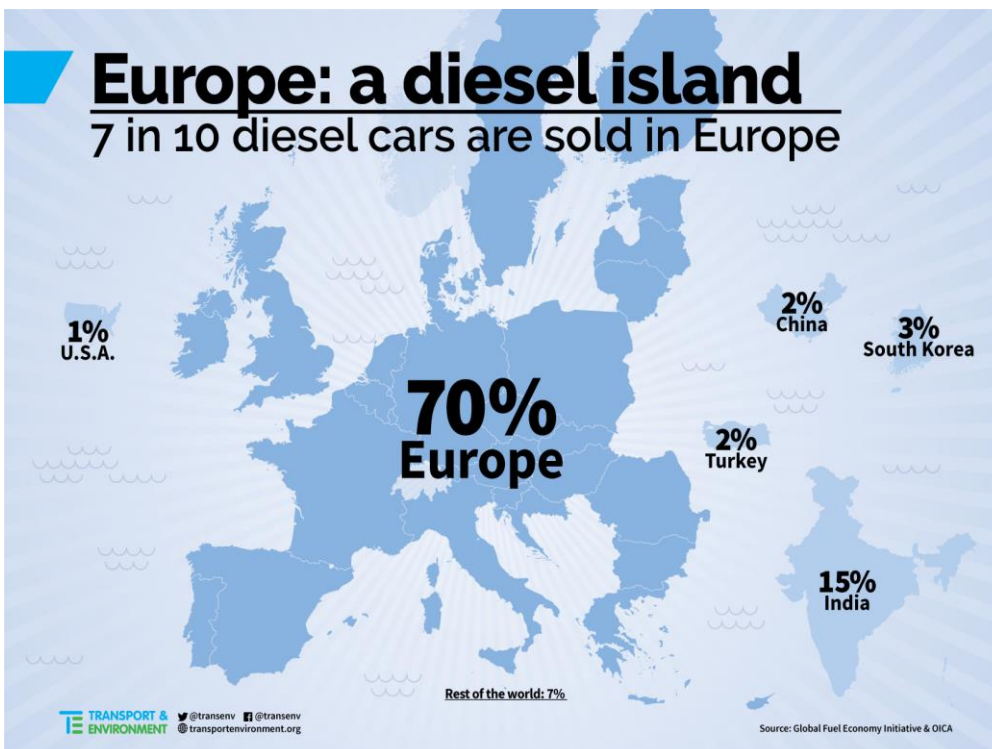 Europe: a diesel island
7 in 10 diesel cars are sold in Europe
1%
U.S.A.
70%
Europe
2%
China
3%
South Korea
2%
Turkey
15%
India
Rest of the world: 7%
TRANSPORT &
ENVIRONMENT
@transenv @transenv
transportenvironment.org
Source: Global Fuel Economy Initiative & OICA